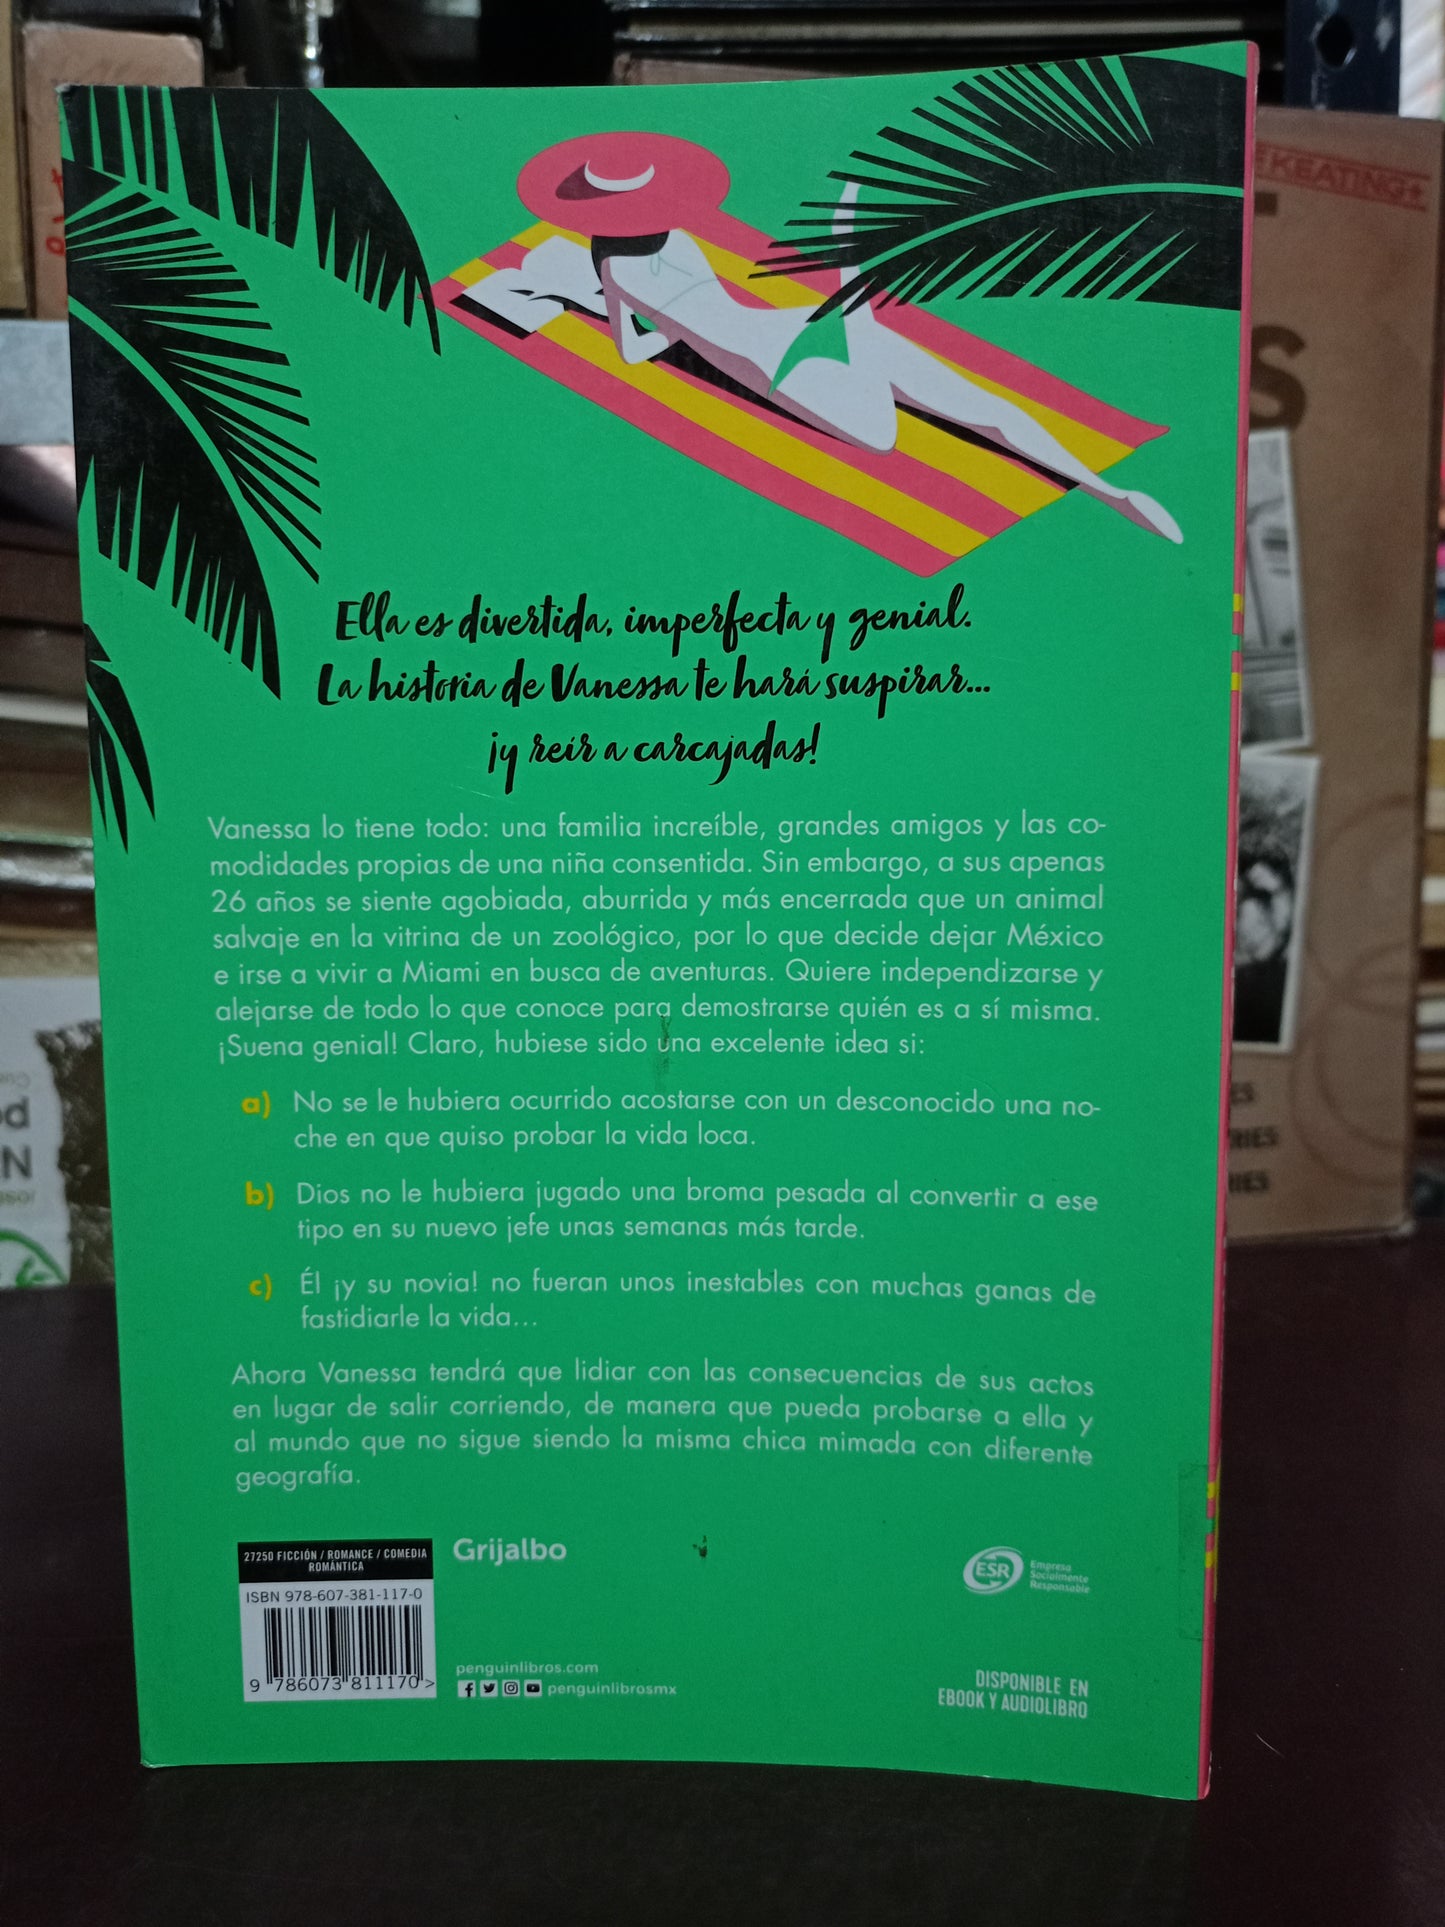 KEATING
S
Ella es divertida, imperfecta y genial.
La historia de Vanessa te hará suspirar...
¡y reír a carcajadas!
Vanessa lo tiene todo: una familia increíble, grandes amigos y las co-
modidades propias de una niña consentida. Sin embargo, a sus apenas
26 años se siente agobiada, aburrida y más encerrada que un animal
salvaje en la vitrina de un zoológico, por lo que decide dejar México
e irse a vivir a Miami en busca de aventuras. Quiere independizarse y
alejarse de todo lo que conoce para demostrarse quién es a sí misma.
¡Suena genial! Claro, hubiese sido una excelente idea si:
a) No se le hubiera ocurrido acostarse con un desconocido una no-
che en que quiso probar la vida loca.
b) Dios no le hubiera jugado una broma pesada al convertir a ese
tipo en su nuevo jefe unas semanas más tarde.
c) Él ¡y su novia! no fueran unos inestables con muchas ganas de
fastidiarle la vida...
Ahora Vanessa tendrá que lidiar con las consecuencias de sus actos
en lugar de salir corriendo, de manera que pueda probarse a ella y
al mundo que no sigue siendo la misma chica mimada con diferente
geografía.
27250 FICCIÓN / ROMANCE / COMEDIA
ROMÁNTICA
ISBN 978-607-381-117-0
9 786073 811170 >
Grijalbo
penguinlibros.com
penguinlibrosmx
ESR
Empresa
Socialmente
Responsable
DISPONIBLE EN
EBOOK Y AUDIOLIBRO